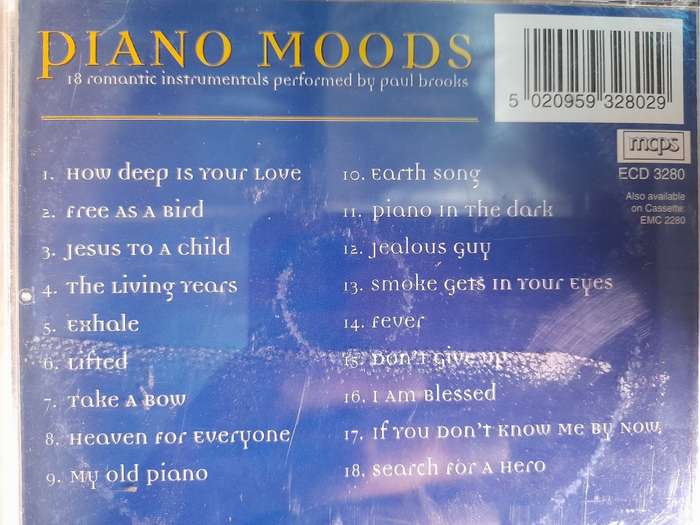 PIANO MOODS
18 romantic instrumentals performed by paul brooks
1. How deep Is Your Love
2. Free As A Bird
3. Jesus To A Child
4. The Living Years
5. Exhale
6. Lifted
7. Take A Bow
8. Heaven For Everyone
9. My old piano
10. Earth song
11. piano In The dark
12. Jealous Guy
13. Smoke Gets In Your Eyes
14. Fever
15. Don't Give Up
16. I Am Blessed
17. If You Don't Know Me By Now
18. Search For A Hero
5 020959 328029
mcps
ECD 3280
Also available
on Cassette:
EMC 2280